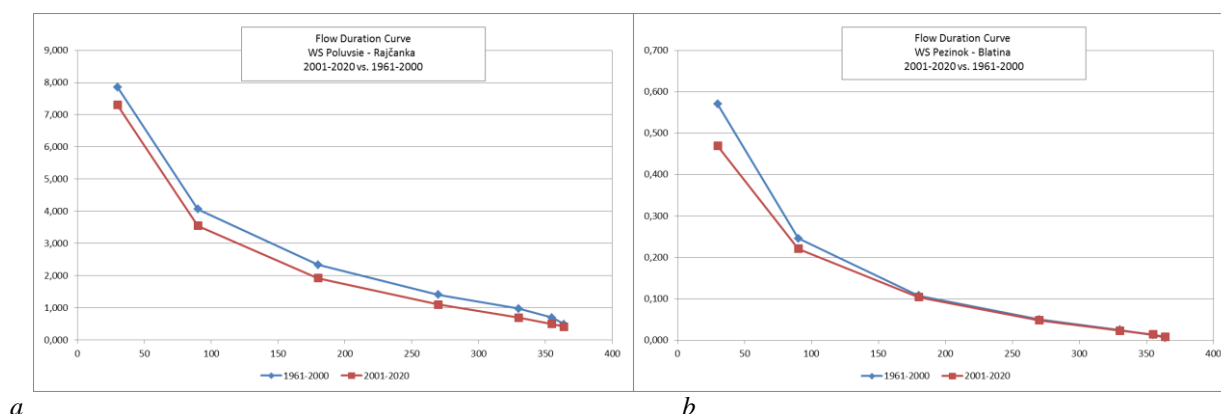 Flow Duration Curve
WS Poluvsie - Rajčanka
2001-2020 vs. 1961-2000
9,000
8,000
7,000
6,000
5,000
4,000
3,000
2,000
1,000
0,000
0 50 100 150 200 250 300 350 400
1961-2000 2001-2020
a
Flow Duration Curve
WS Pezinok - Blatina
2001-2020 vs. 1961-2000
0,700
0,600
0,500
0,400
0,300
0,200
0,100
0,000
0 50 100 150 200 250 300 350 400
1961-2000 2001-2020
b